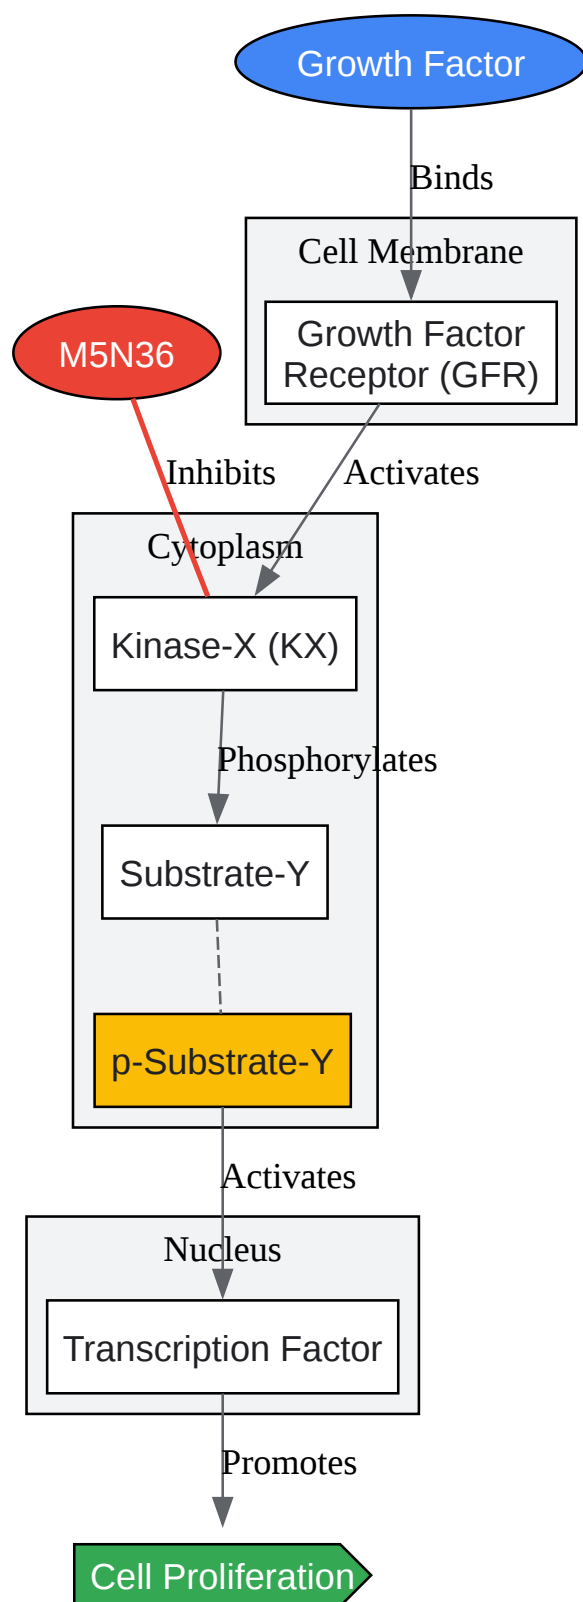 Growth Factor
Binds
Cell Membrane
Growth Factor
Receptor (GFR)
M5N36
Inhibits
Activates
Cytoplasm
Kinase-X (KX)
Phosphorylates
Substrate-Y
p-Substrate-Y
Activates
Nucleus
Transcription Factor
Promotes
Cell Proliferation